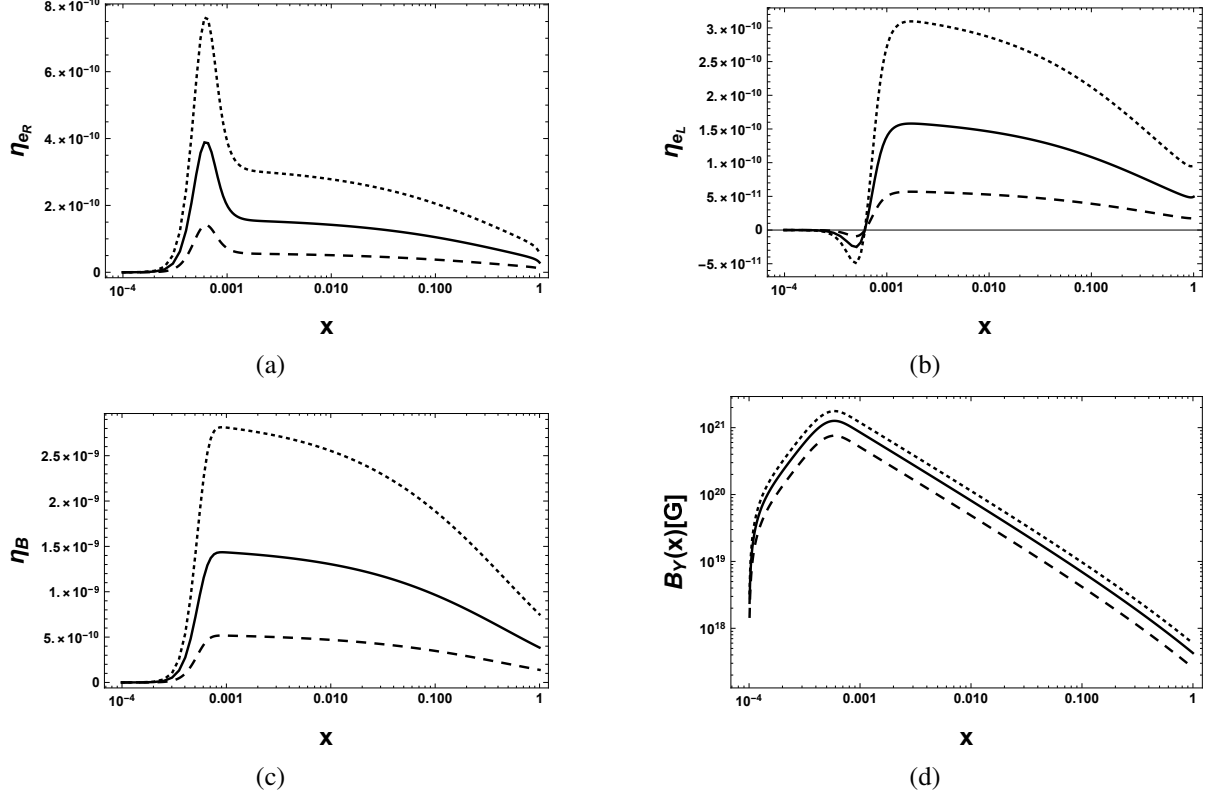 8.×10⁻¹⁰
6.×10⁻¹⁰
4.×10⁻¹⁰
2.×10⁻¹⁰
0
η_{e_R}
10⁻⁴ 0.001 0.010 0.100 1
x
(a)
3.×10⁻¹⁰
2.5×10⁻¹⁰
2.×10⁻¹⁰
1.5×10⁻¹⁰
1.×10⁻¹⁰
5.×10⁻¹¹
0
−5.×10⁻¹¹
η_{e_L}
10⁻⁴ 0.001 0.010 0.100 1
x
(b)
2.5×10⁻⁹
2.×10⁻⁹
1.5×10⁻⁹
1.×10⁻⁹
5.×10⁻¹⁰
0
η_B
10⁻⁴ 0.001 0.010 0.100 1
x
(c)
10²¹
10²⁰
10¹⁹
10¹⁸
B_Y(x)[G]
10⁻⁴ 0.001 0.010 0.100 1
x
(d)